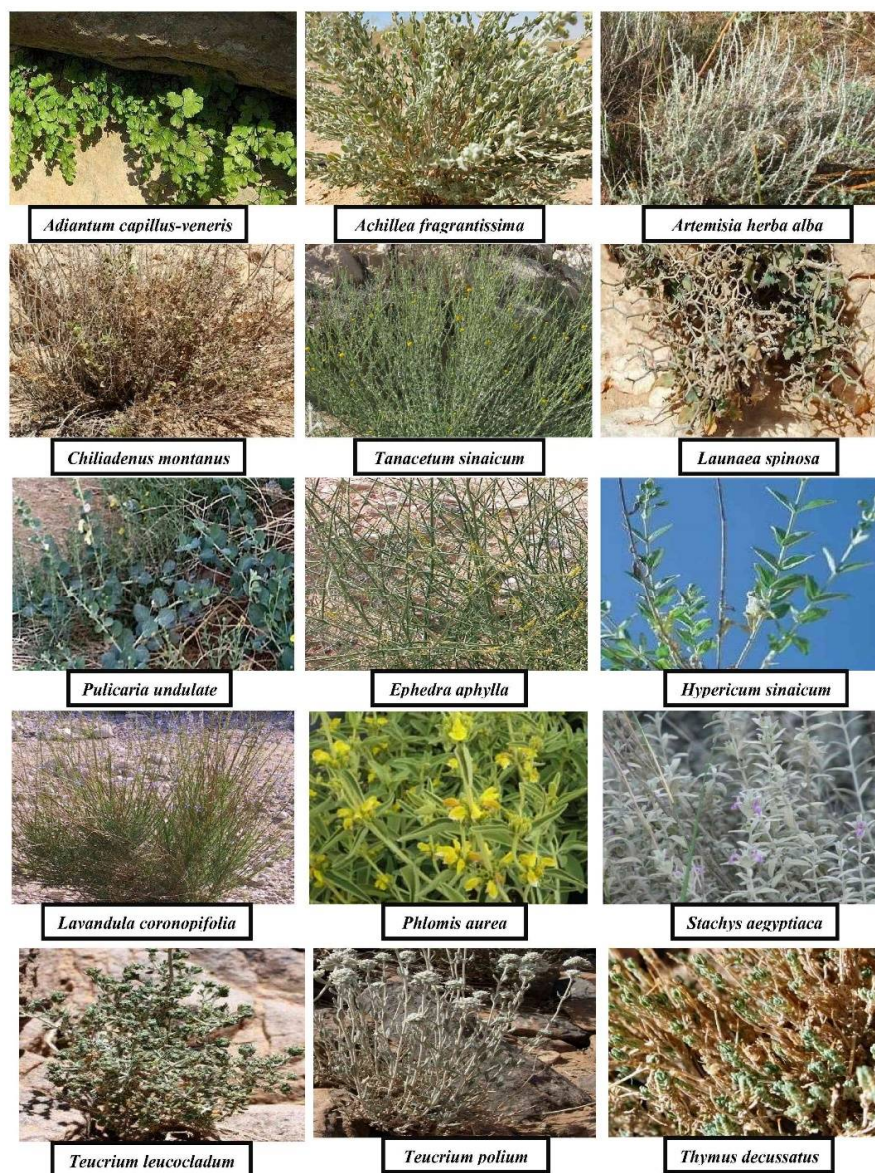 Adiantum capillus-veneris
Achillea fragrantissima
Artemisia herba alba
Chiliadenus montanus
Tanacetum sinaicum
Launaea spinosa
Pulicaria undulate
Ephedra aphylla
Hypericum sinaicum
Lavandula coronopifolia
Phlomis aurea
Stachys aegyptiaca
Teucrium leucocladum
Teucrium polium
Thymus decussatus